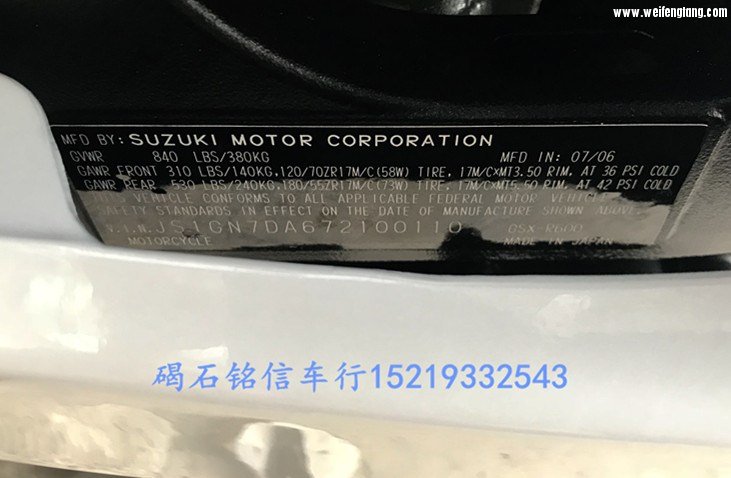 www.weifengtang.com
MFD BY: SUZUKI MOTOR CORPORATION
GVWR 840 LBS/380KG MFD IN: 07/06
GAWR FRONT 310 LBS/140KG, 120/70ZR17M/C(58W) TIRE, 17M/C×MT3.50 RIM, AT 36 PSI COLD
GAWR REAR 530 LBS/240KG, 180/55ZR17M/C(73W) TIRE, 17M/C×MT5.50 RIM, AT 42 PSI COLD
THIS VEHICLE CONFORMS TO ALL APPLICABLE FEDERAL MOTOR VEHICLE
SAFETY STANDARDS IN EFFECT ON THE DATE OF MANUFACTURE SHOWN ABOVE.
V.I.N. JS1GN7DA672100110 GSX-R600
MOTORCYCLE MADE IN JAPAN
碣石铭信车行15219332543